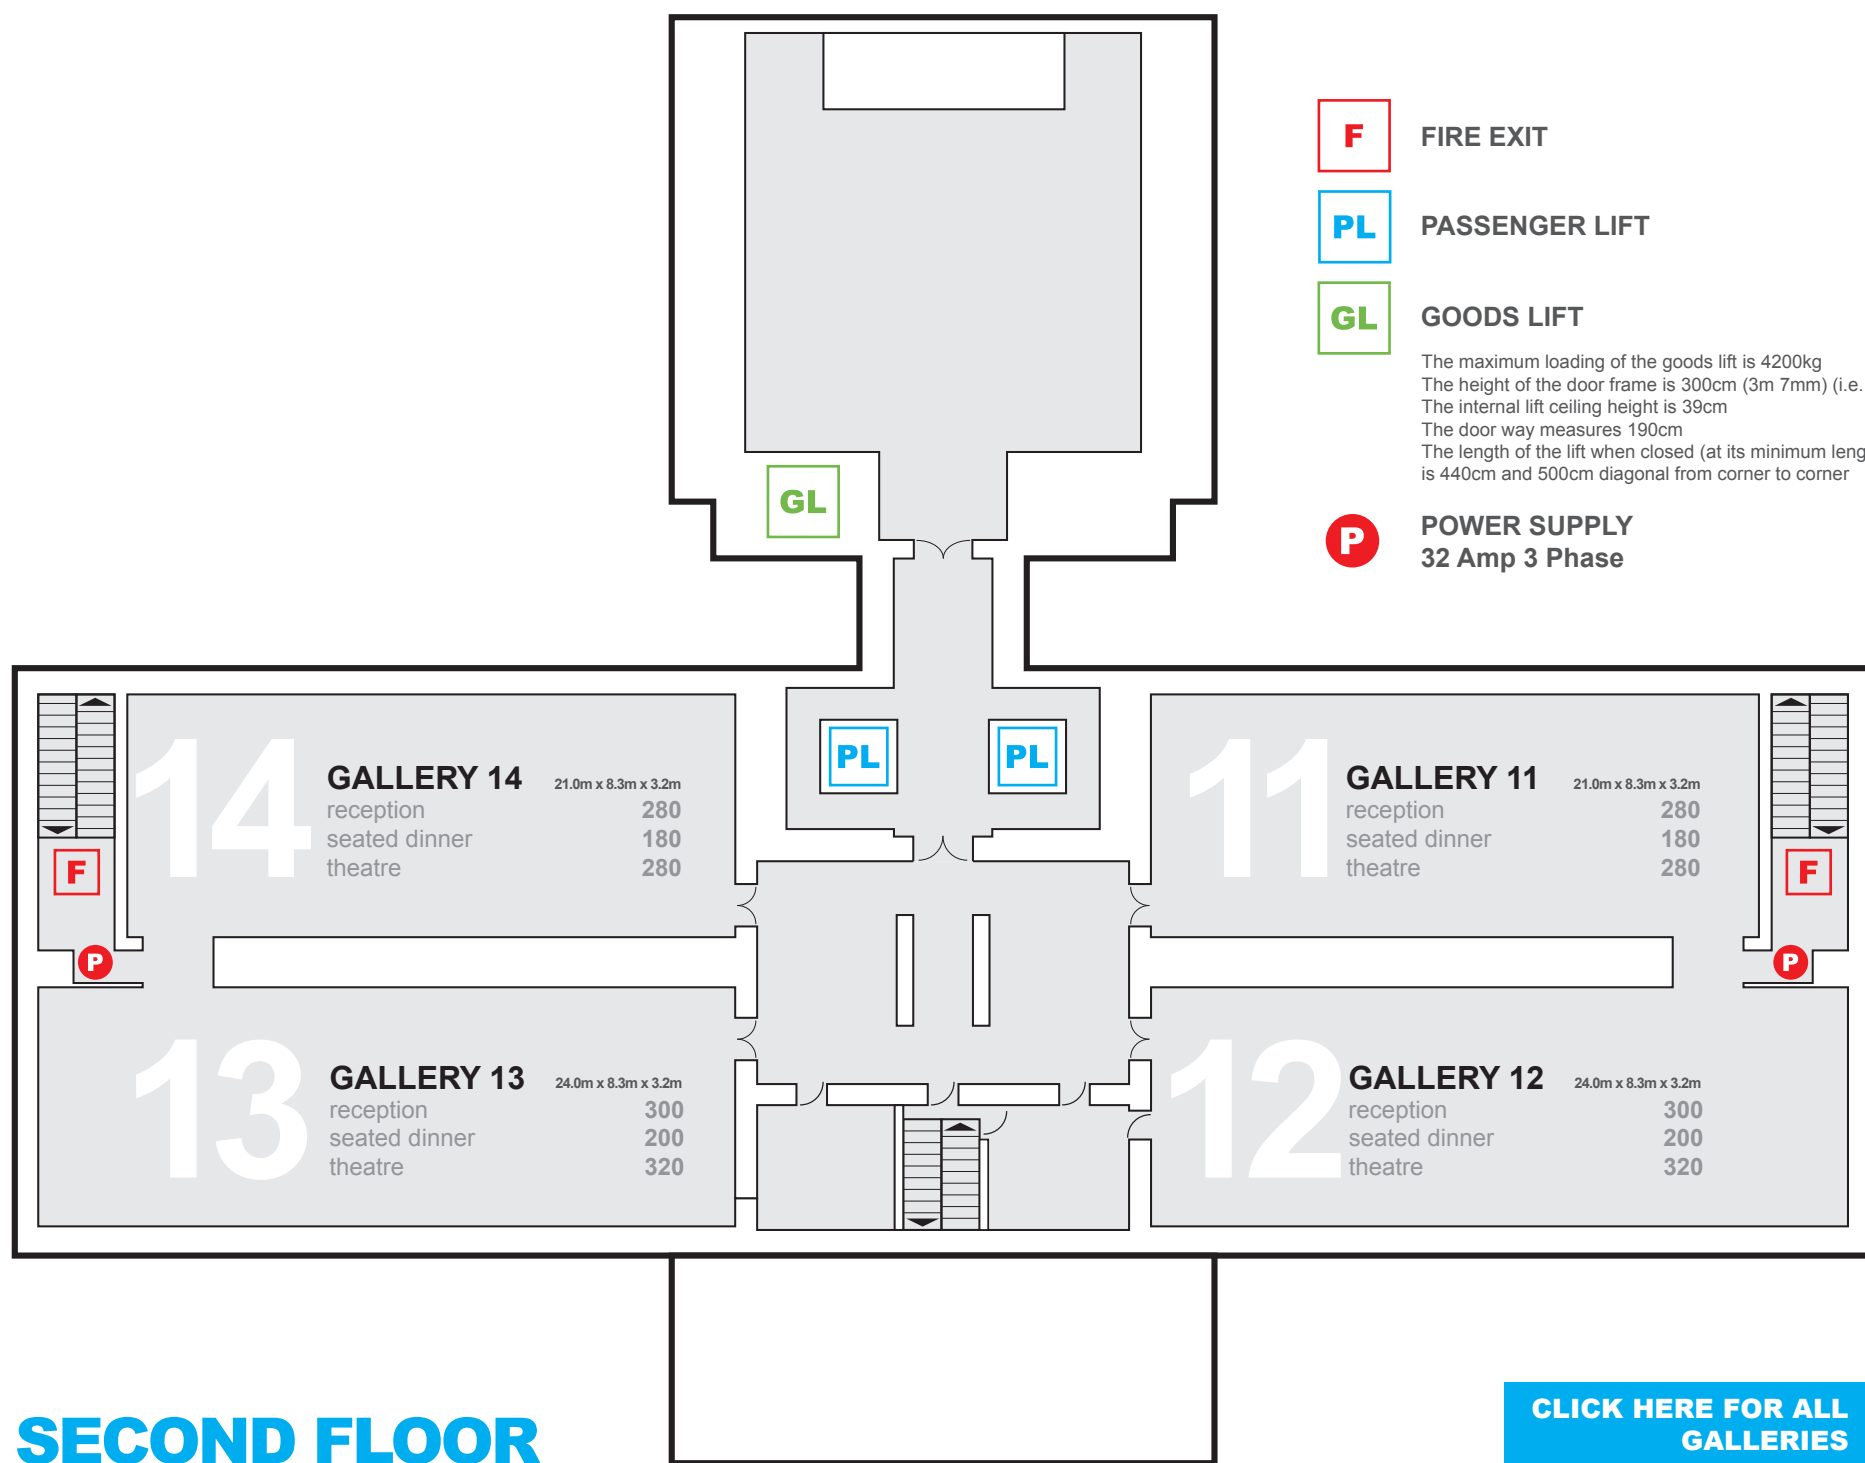 F FIRE EXIT
PL PASSENGER LIFT
GL GOODS LIFT
The maximum loading of the goods lift is 4200kg
The height of the door frame is 300cm (3m 7mm) (i.e.
The internal lift ceiling height is 39cm
The door way measures 190cm
The length of the lift when closed (at its minimum leng
is 440cm and 500cm diagonal from corner to corner
P POWER SUPPLY
32 Amp 3 Phase
GL
PL
PL
14
GALLERY 14 21.0m x 8.3m x 3.2m
reception 280
seated dinner 180
theatre 280
F
P
11
GALLERY 11 21.0m x 8.3m x 3.2m
reception 280
seated dinner 180
theatre 280
F
P
13
GALLERY 13 24.0m x 8.3m x 3.2m
reception 300
seated dinner 200
theatre 320
12
GALLERY 12 24.0m x 8.3m x 3.2m
reception 300
seated dinner 200
theatre 320
SECOND FLOOR
CLICK HERE FOR ALL
GALLERIES